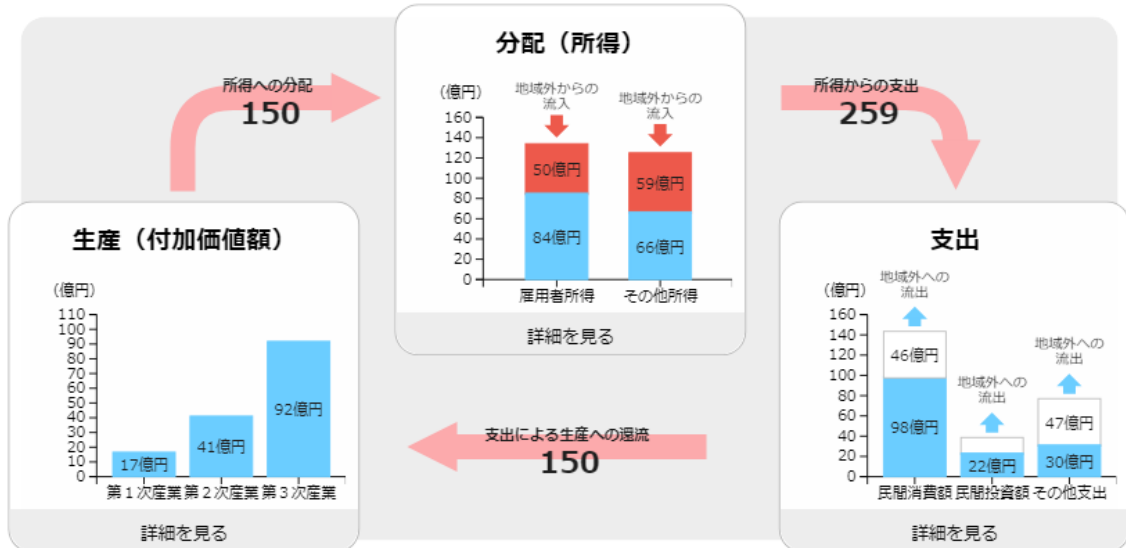 分配（所得）
所得への分配
150
（億円）
地域外からの
流入
地域外からの
流入
160
140
120
100
80
60
40
20
0
50億円
84億円
59億円
66億円
雇用者所得
その他所得
詳細を見る
所得からの支出
259
生産（付加価値額）
（億円）
110
100
90
80
70
60
50
40
30
20
10
0
17億円
41億円
92億円
第１次産業
第２次産業
第３次産業
詳細を見る
支出による生産への還流
150
支出
（億円）
地域外への
流出
地域外への
流出
地域外への
流出
160
140
120
100
80
60
40
20
0
46億円
98億円
22億円
47億円
30億円
民間消費額
民間投資額
その他支出
詳細を見る